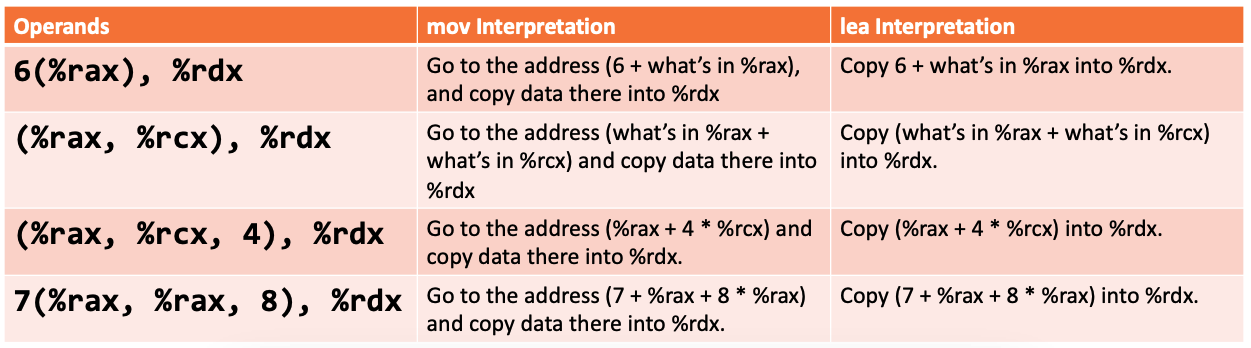 Operands
mov Interpretation
lea Interpretation
6(%rax), %rdx
Go to the address (6 + what’s in %rax),
and copy data there into %rdx
Copy 6 + what’s in %rax into %rdx.
(%rax, %rcx), %rdx
Go to the address (what’s in %rax +
what’s in %rcx) and copy data there into
%rdx
Copy (what’s in %rax + what’s in %rcx)
into %rdx.
(%rax, %rcx, 4), %rdx
Go to the address (%rax + 4 * %rcx) and
copy data there into %rdx.
Copy (%rax + 4 * %rcx) into %rdx.
7(%rax, %rax, 8), %rdx
Go to the address (7 + %rax + 8 * %rax)
and copy data there into %rdx.
Copy (7 + %rax + 8 * %rax) into %rdx.